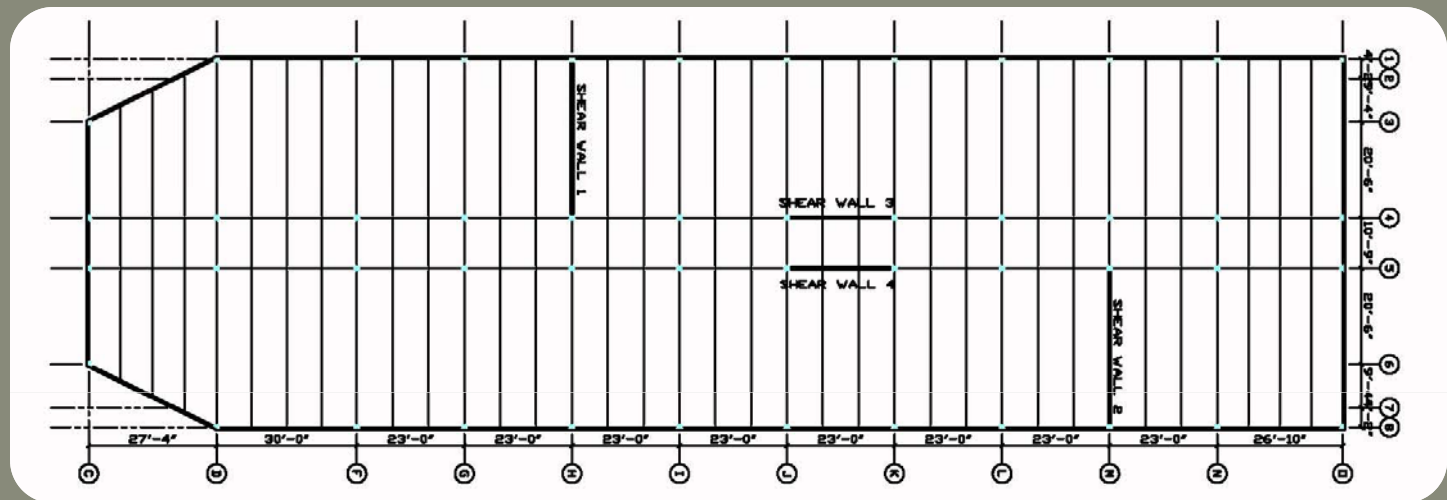 SHEAR WALL 1
SHEAR WALL 3
SHEAR WALL 4
SHEAR WALL 2
1
2
3
20'-6"
4
10'-9"
5
20'-6"
6
7
8
27'-4" 30'-0" 23'-0" 23'-0" 23'-0" 23'-0" 23'-0" 23'-0" 23'-0" 23'-0" 26'-10"
F G H I J K L M N